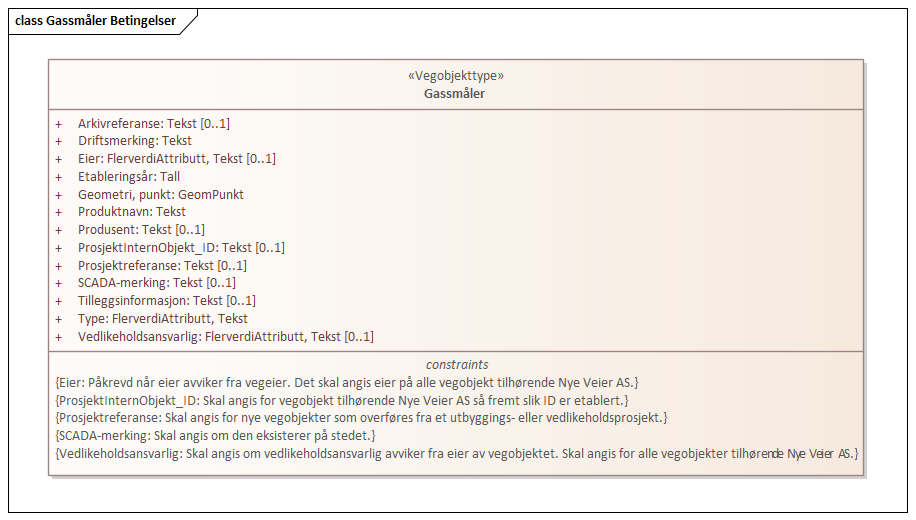 class Gassmåler Betingelser
«Vegobjekttype»
Gassmåler
+ Arkivreferanse: Tekst [0..1]
+ Driftsmerking: Tekst
+ Eier: FlerverdiAttributt, Tekst [0..1]
+ Etableringsår: Tall
+ Geometri, punkt: GeomPunkt
+ Produktnavn: Tekst
+ Produsent: Tekst [0..1]
+ ProsjektInternObjekt_ID: Tekst [0..1]
+ Prosjektreferanse: Tekst [0..1]
+ SCADA-merking: Tekst [0..1]
+ Tilleggsinformasjon: Tekst [0..1]
+ Type: FlerverdiAttributt, Tekst
+ Vedlikeholdsansvarlig: FlerverdiAttributt, Tekst [0..1]
constraints
{Eier: Påkrevd når eier avviker fra vegeier. Det skal angis eier på alle vegobjekt tilhørende Nye Veier AS.}
{ProsjektInternObjekt_ID: Skal angis for vegobjekt tilhørende Nye Veier AS så fremt slik ID er etablert.}
{Prosjektreferanse: Skal angis for nye vegobjekter som overføres fra et utbyggings- eller vedlikeholdsprosjekt.}
{SCADA-merking: Skal angis om den eksisterer på stedet.}
{Vedlikeholdsansvarlig: Skal angis om vedlikeholdsansvarlig avviker fra eier av vegobjektet. Skal angis for alle vegobjekter tilhørende Nye Veier AS.}